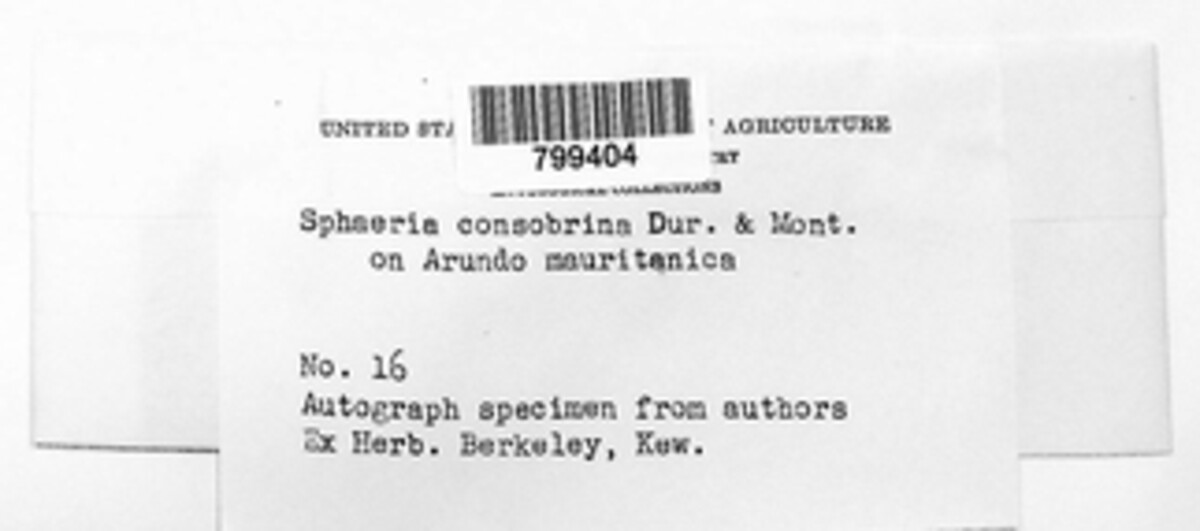 UNITED STA
AGRICULTURE
799404
COLLECTIONS
Sphaeria consobrina Dur. & Mont.
on Arundo mauritanica
No. 16
Autograph specimen from authors
Ex Herb. Berkeley, Kew.